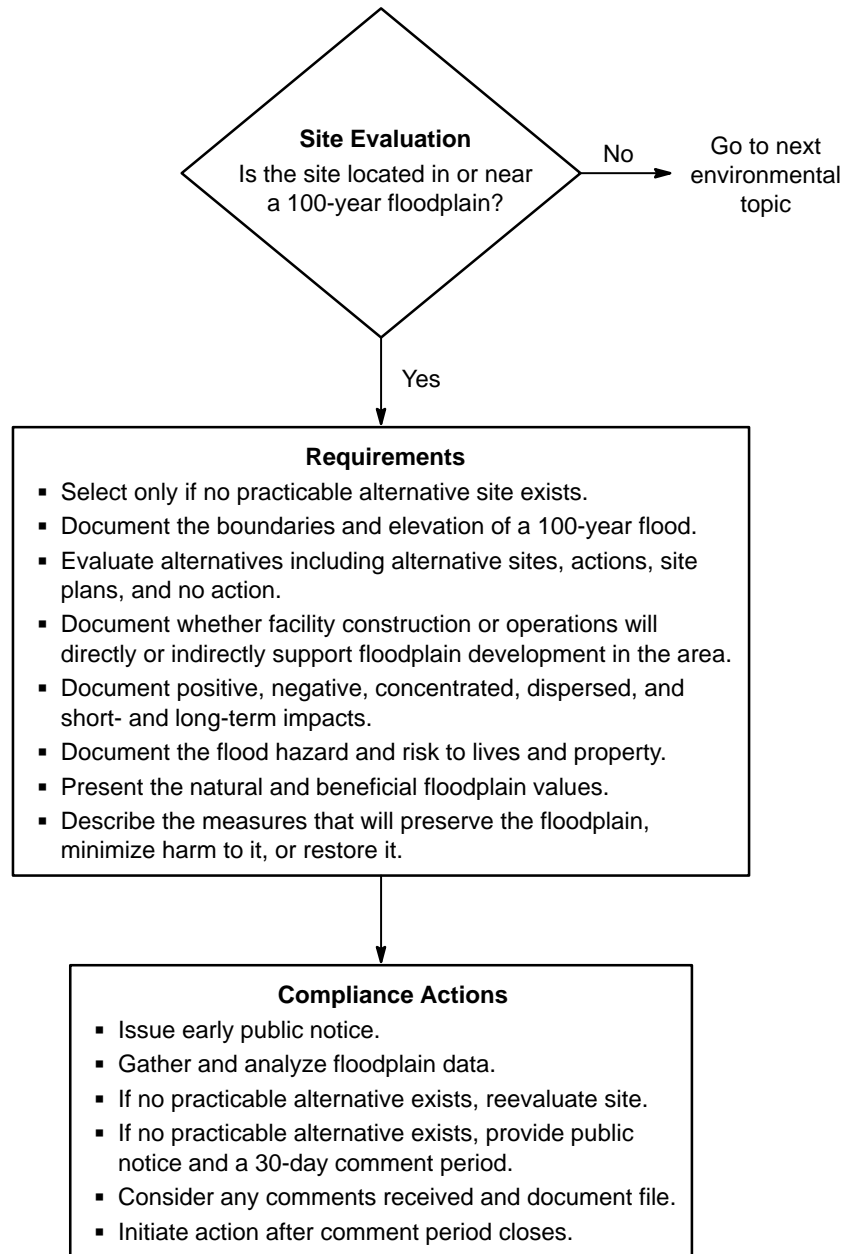 Site Evaluation
Is the site located in or near
a 100-year floodplain?
No
Go to next
environmental
topic
Yes
Requirements
▪ Select only if no practicable alternative site exists.
▪ Document the boundaries and elevation of a 100-year flood.
▪ Evaluate alternatives including alternative sites, actions, site
plans, and no action.
▪ Document whether facility construction or operations will
directly or indirectly support floodplain development in the area.
▪ Document positive, negative, concentrated, dispersed, and
short- and long-term impacts.
▪ Document the flood hazard and risk to lives and property.
▪ Present the natural and beneficial floodplain values.
▪ Describe the measures that will preserve the floodplain,
minimize harm to it, or restore it.
Compliance Actions
▪ Issue early public notice.
▪ Gather and analyze floodplain data.
▪ If no practicable alternative exists, reevaluate site.
▪ If no practicable alternative exists, provide public
notice and a 30-day comment period.
▪ Consider any comments received and document file.
▪ Initiate action after comment period closes.